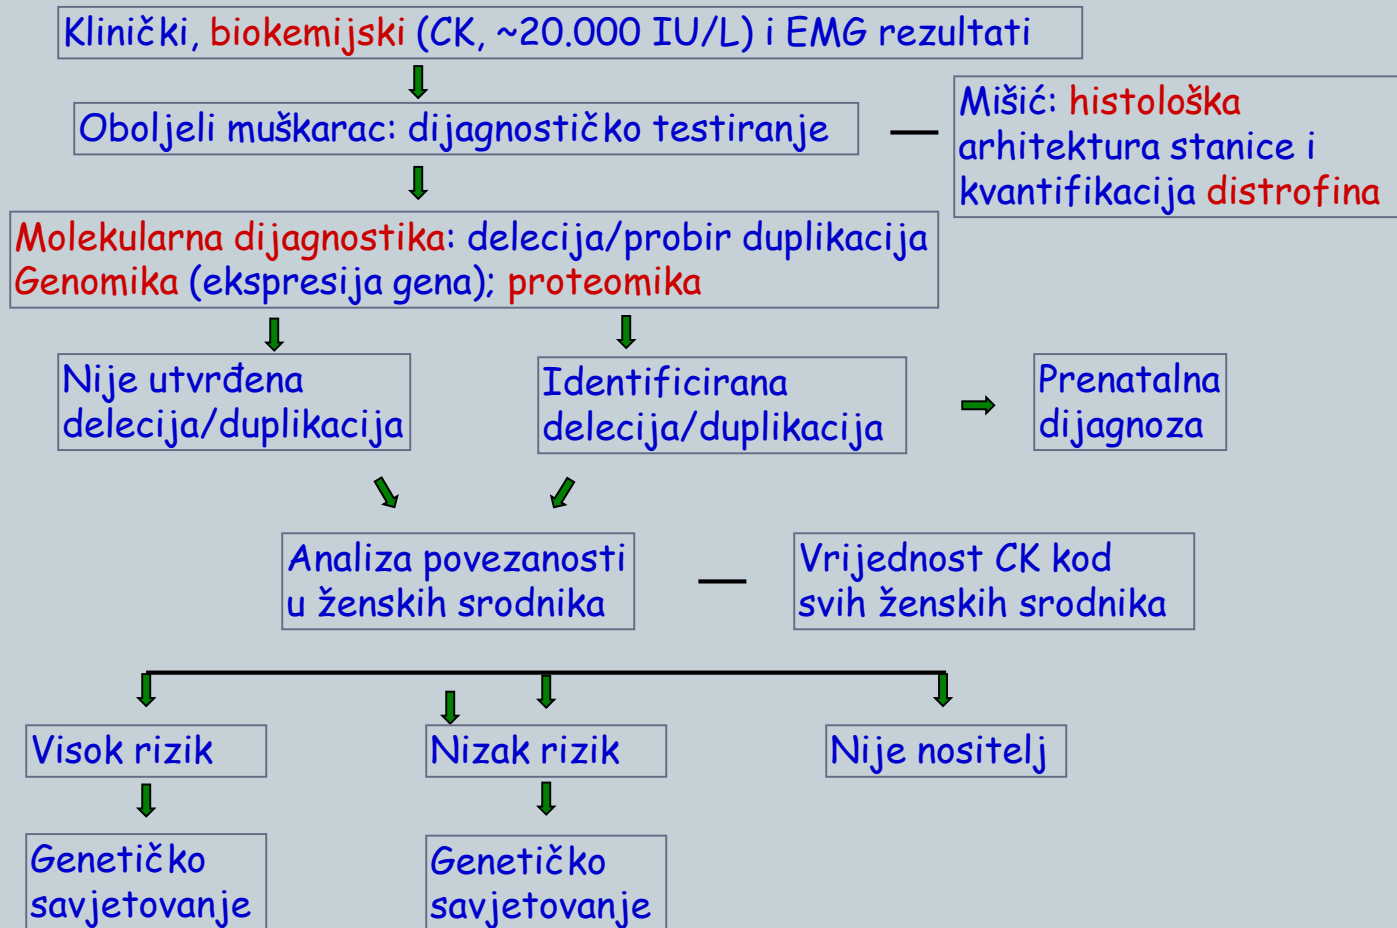 Klinički, biokemijski (CK, ~20.000 IU/L) i EMG rezultati
Oboljeli muškarac: dijagnostičko testiranje
Mišić: histološka
arhitektura stanice i
kvantifikacija distrofina
Molekularna dijagnostika: delecija/probir duplikacija
Genomika (ekspresija gena); proteomika
Nije utvrđena
delecija/duplikacija
Identificirana
delecija/duplikacija
Prenatalna
dijagnoza
Analiza povezanosti
u ženskih srodnika
Vrijednost CK kod
svih ženskih srodnika
Visok rizik
Nizak rizik
Nije nositelj
Genetičko
savjetovanje
Genetičko
savjetovanje